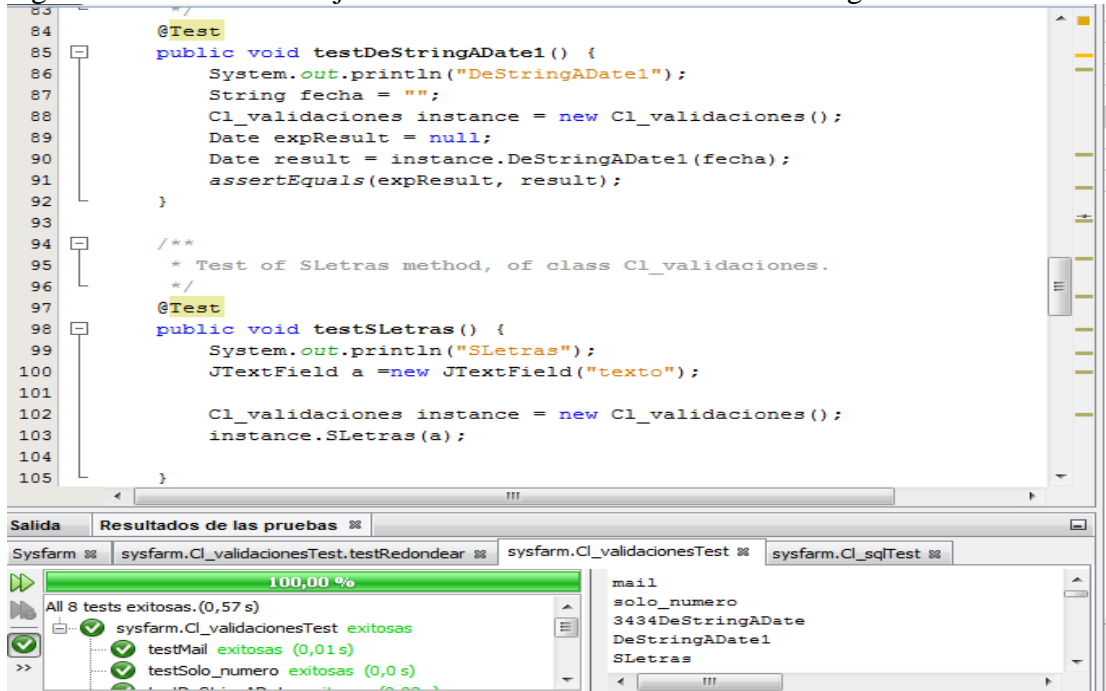 83 */
84 @Test
85 public void testDeStringADate1() {
86 System.out.println("DeStringADate1");
87 String fecha = "";
88 Cl_validaciones instance = new Cl_validaciones();
89 Date expResult = null;
90 Date result = instance.DeStringADate1(fecha);
91 assertEquals(expResult, result);
92 }
93
94 /**
95 * Test of SLetras method, of class Cl_validaciones.
96 */
97 @Test
98 public void testSLetras() {
99 System.out.println("SLetras");
100 JTextField a =new JTextField("texto");
101
102 Cl_validaciones instance = new Cl_validaciones();
103 instance.SLetras(a);
104
105 }
Salida Resultados de las pruebas
Sysfarm sysfarm.Cl_validacionesTest.testRedondear sysfarm.Cl_validacionesTest sysfarm.Cl_sqlTest
100,00 %
All 8 tests exitosas.(0,57 s)
sysfarm.Cl_validacionesTest exitosas
testMail exitosas (0,01 s)
testSolo_numero exitosas (0,0 s)
mail
solo_numero
3434DeStringADate
DeStringADate1
SLetras